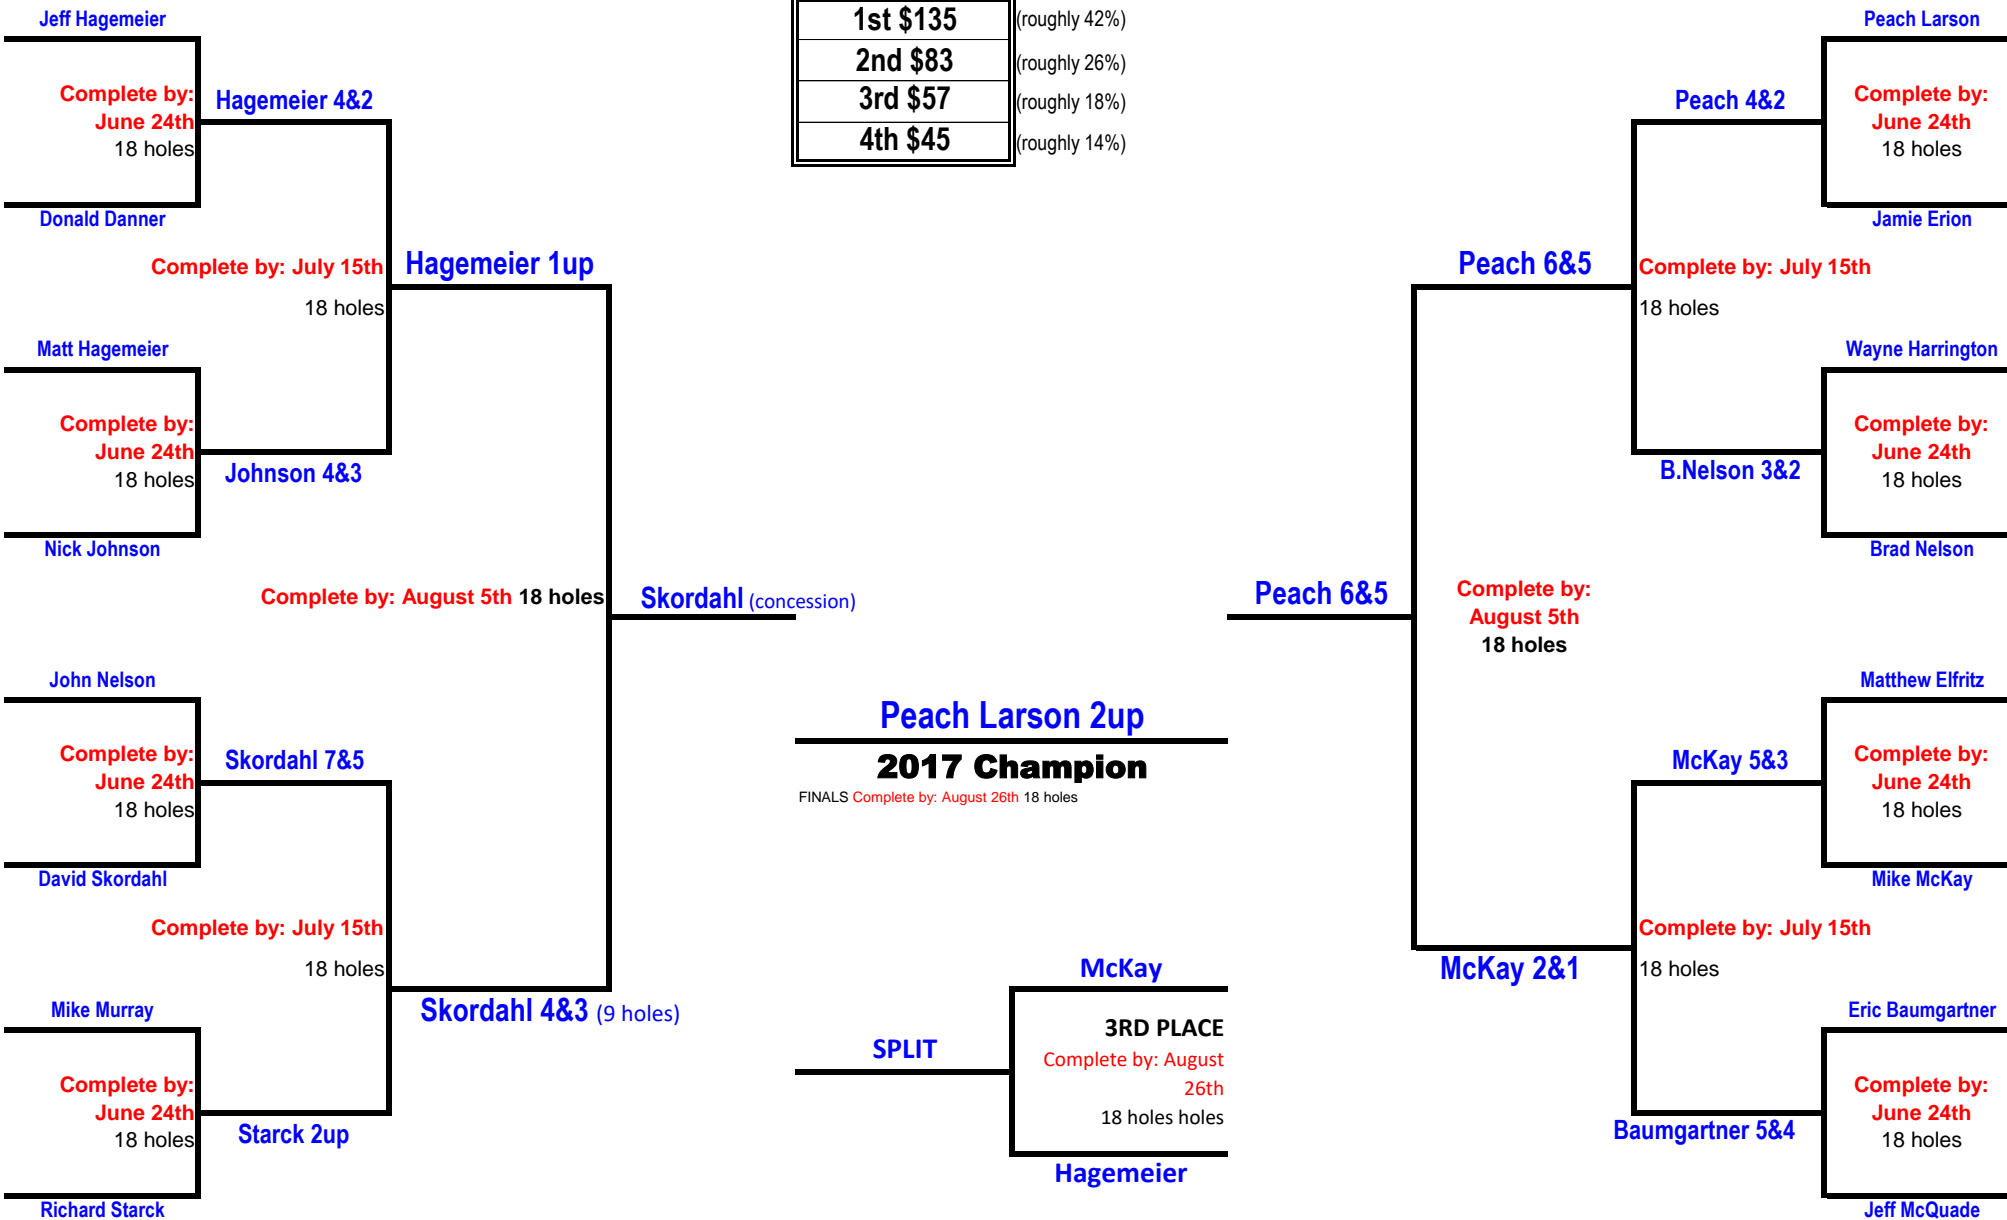 Jeff Hagemeier
Complete by:
June 24th
18 holes
Donald Danner
Hagemeier 4&2
Complete by: July 15th
18 holes
Hagemeier 1up
Matt Hagemeier
Complete by:
June 24th
18 holes
Nick Johnson
Johnson 4&3
Complete by: August 5th 18 holes
Skordahl (concession)
John Nelson
Complete by:
June 24th
18 holes
David Skordahl
Skordahl 7&5
Complete by: July 15th
18 holes
Skordahl 4&3 (9 holes)
Mike Murray
Complete by:
June 24th
18 holes
Richard Starck
Starck 2up
1st $135 (roughly 42%)
2nd $83 (roughly 26%)
3rd $57 (roughly 18%)
4th $45 (roughly 14%)
Peach Larson 2up
2017 Champion
FINALS Complete by: August 26th 18 holes
McKay
SPLIT
3RD PLACE
Complete by: August
26th
18 holes holes
Hagemeier
Peach Larson
Complete by:
June 24th
18 holes
Jamie Erion
Peach 4&2
Peach 6&5
Complete by: July 15th
18 holes
Wayne Harrington
Complete by:
June 24th
18 holes
Brad Nelson
B.Nelson 3&2
Peach 6&5
Complete by:
August 5th
18 holes
Matthew Elfritz
Complete by:
June 24th
18 holes
Mike McKay
McKay 5&3
McKay 2&1
Complete by: July 15th
18 holes
Eric Baumgartner
Complete by:
June 24th
18 holes
Jeff McQuade
Baumgartner 5&4